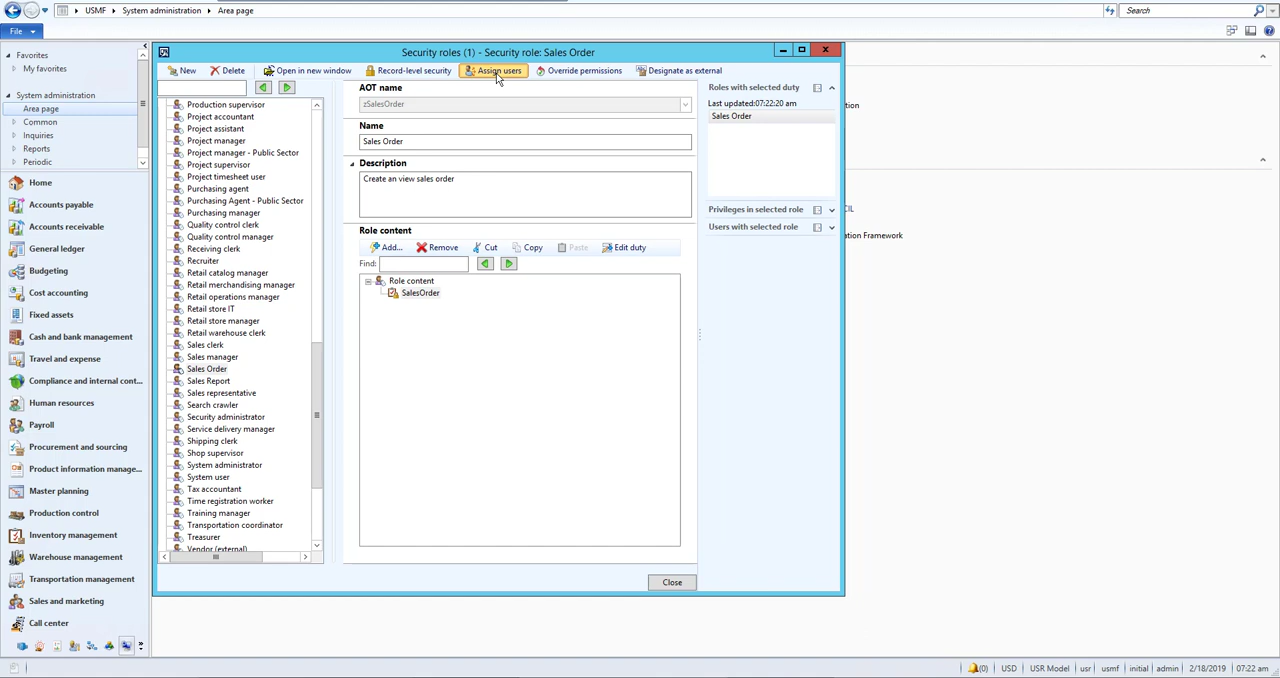 USMF
System administration
Area page
Search
File
Favorites
My favorites
System administration
Area page
Common
Inquiries
Reports
Periodic
Home
Accounts payable
Accounts receivable
General ledger
Budgeting
Cost accounting
Fixed assets
Cash and bank management
Travel and expense
Compliance and internal cont...
Human resources
Payroll
Procurement and sourcing
Product information manage...
Master planning
Production control
Inventory management
Warehouse management
Transportation management
Sales and marketing
Call center
Security roles (1) - Security role: Sales Order
New
Delete
Open in new window
Record-level security
Assign users
Override permissions
Designate as external
Production supervisor
Project accountant
Project assistant
Project manager
Project manager - Public Sector
Project supervisor
Project timesheet user
Purchasing agent
Purchasing Agent - Public Sector
Purchasing manager
Quality control clerk
Quality control manager
Receiving clerk
Recruiter
Retail catalog manager
Retail merchandising manager
Retail operations manager
Retail store IT
Retail store manager
Retail warehouse clerk
Sales clerk
Sales manager
Sales Order
Sales Report
Sales representative
Search crawler
Security administrator
Service delivery manager
Shipping clerk
Shop supervisor
System administrator
System user
Tax accountant
Time registration worker
Training manager
Transportation coordinator
Treasurer
Vendor (external)
AOT name
zSalesOrder
Name
Sales Order
Description
Create an view sales order
Role content
Add...
Remove
Cut
Copy
Paste
Edit duty
Find:
Role content
SalesOrder
Close
Roles with selected duty
Last updated:07:22:20 am
Sales Order
Privileges in selected role
Users with selected role
ation
CIL
ation Framework
(0)
USD
USR Model
usr
usmf
initial
admin
2/18/2019
07:22 am